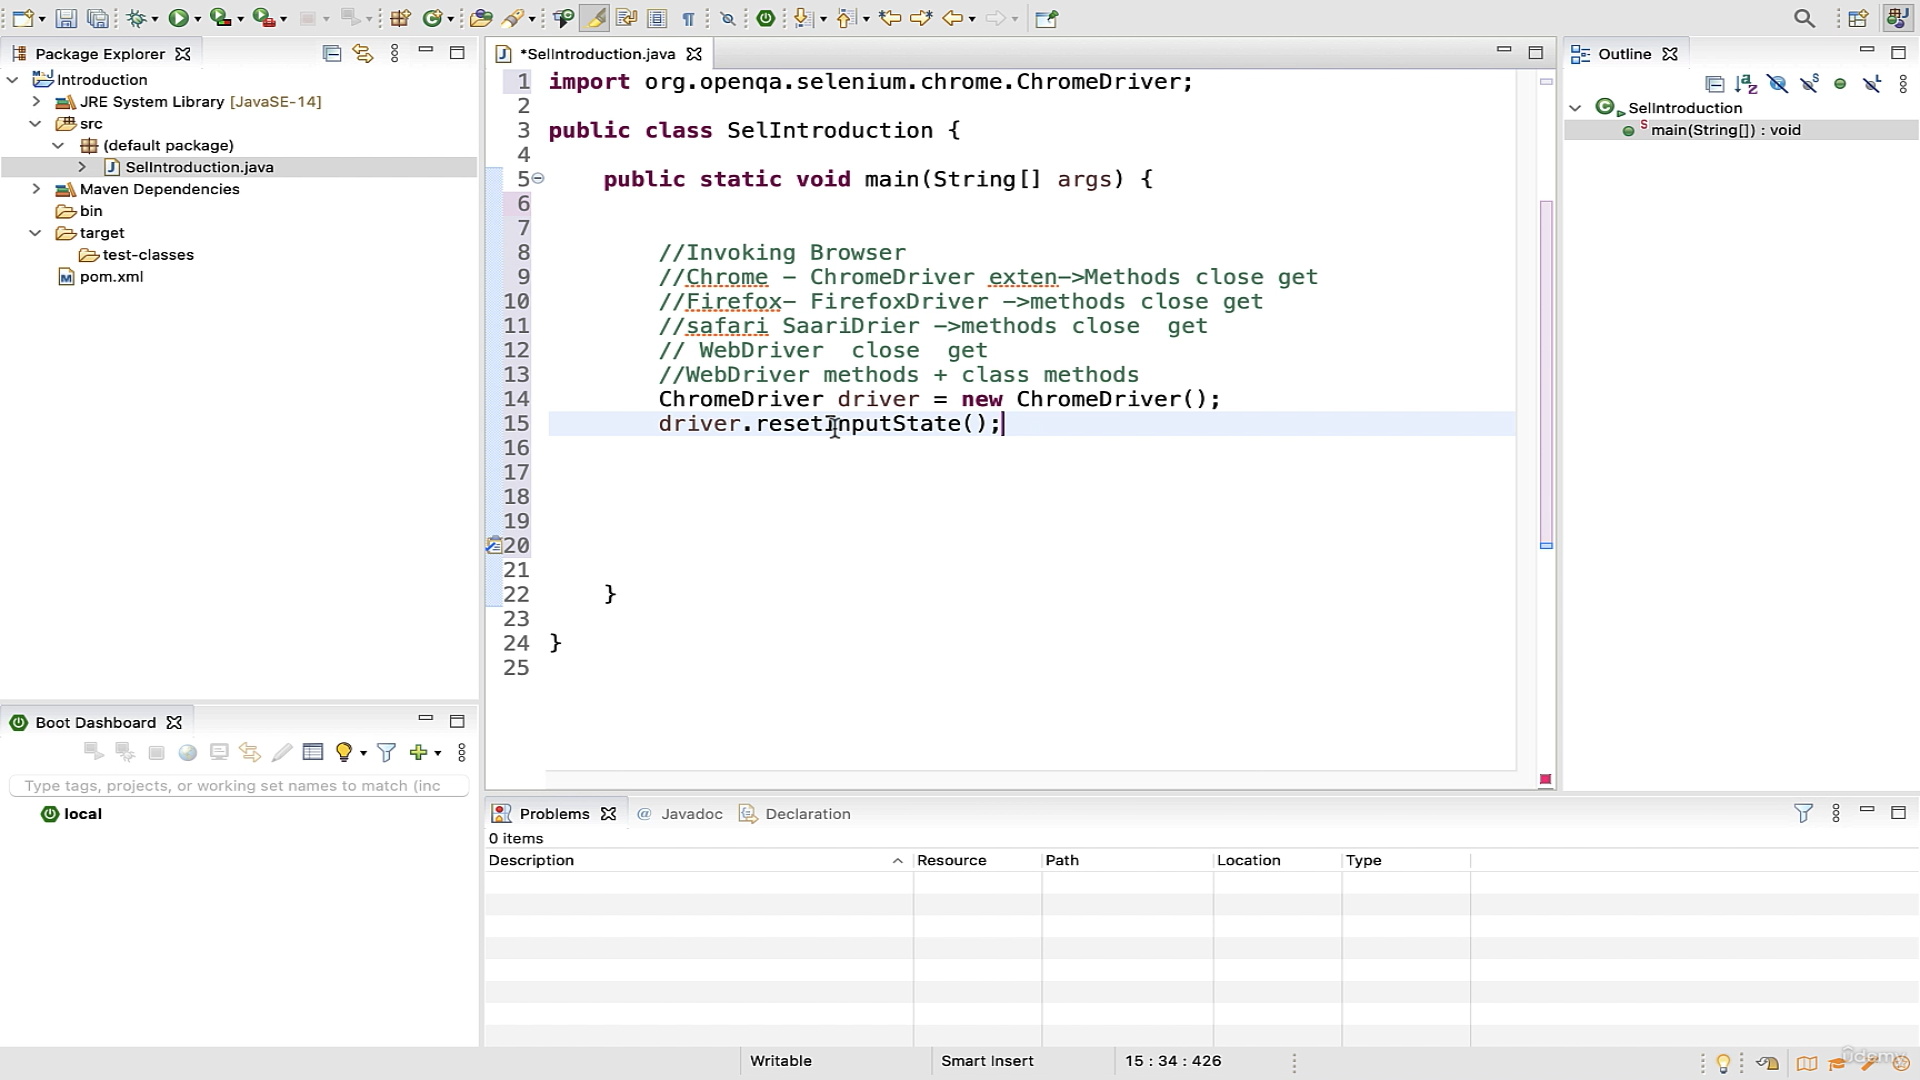 Package Explorer
Introduction
JRE System Library [JavaSE-14]
src
(default package)
SelIntroduction.java
Maven Dependencies
bin
target
test-classes
pom.xml
*SelIntroduction.java
1 import org.openqa.selenium.chrome.ChromeDriver;
2
3 public class SelIntroduction {
4
5 public static void main(String[] args) {
6
7
8 //Invoking Browser
9 //Chrome - ChromeDriver exten->Methods close get
10 //Firefox- FirefoxDriver ->methods close get
11 //safari SaariDrier ->methods close  get
12 // WebDriver  close  get
13 //WebDriver methods + class methods
14 ChromeDriver driver = new ChromeDriver();
15 driver.resetInputState();
16
17
18
19
20
21
22 }
23
24 }
25
Outline
SelIntroduction
main(String[]) : void
Boot Dashboard
Type tags, projects, or working set names to match (inc
local
Problems @ Javadoc Declaration
0 items
Description Resource Path Location Type
Writable Smart Insert 15 : 34 : 426
ûdemy